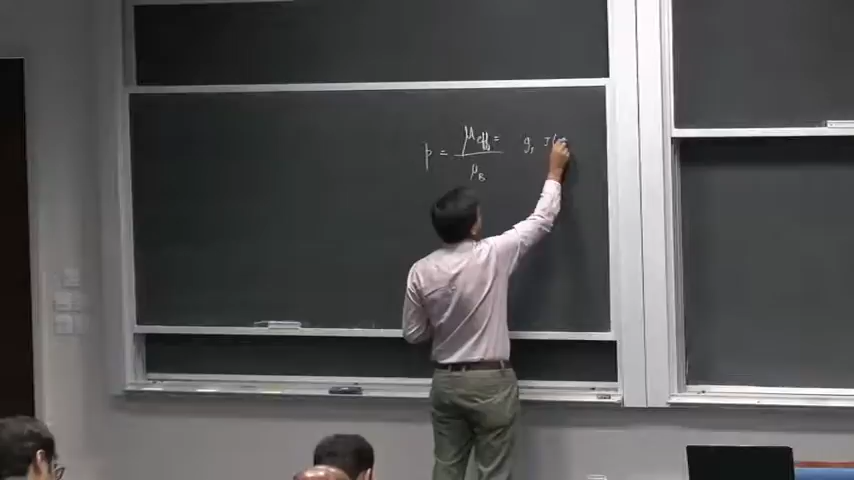 p = μeff / μB = gJ J(